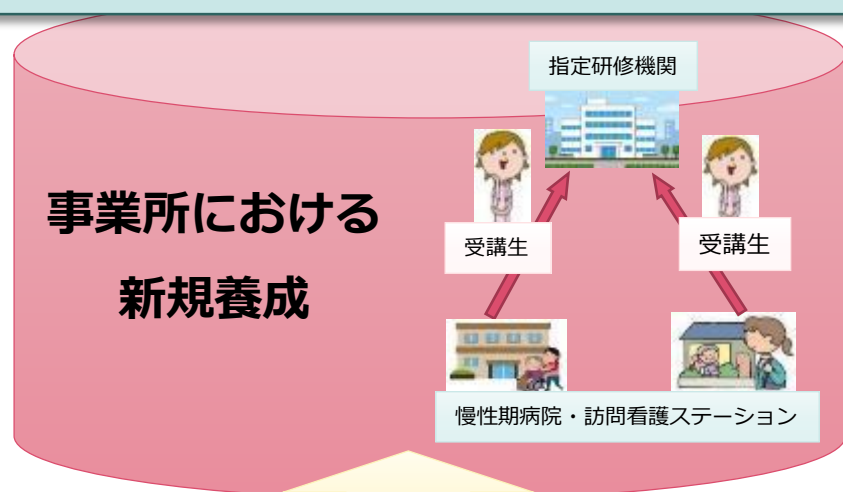 指定研修機関
事業所における
新規養成
受講生
受講生
慢性期病院・訪問看護ステーション